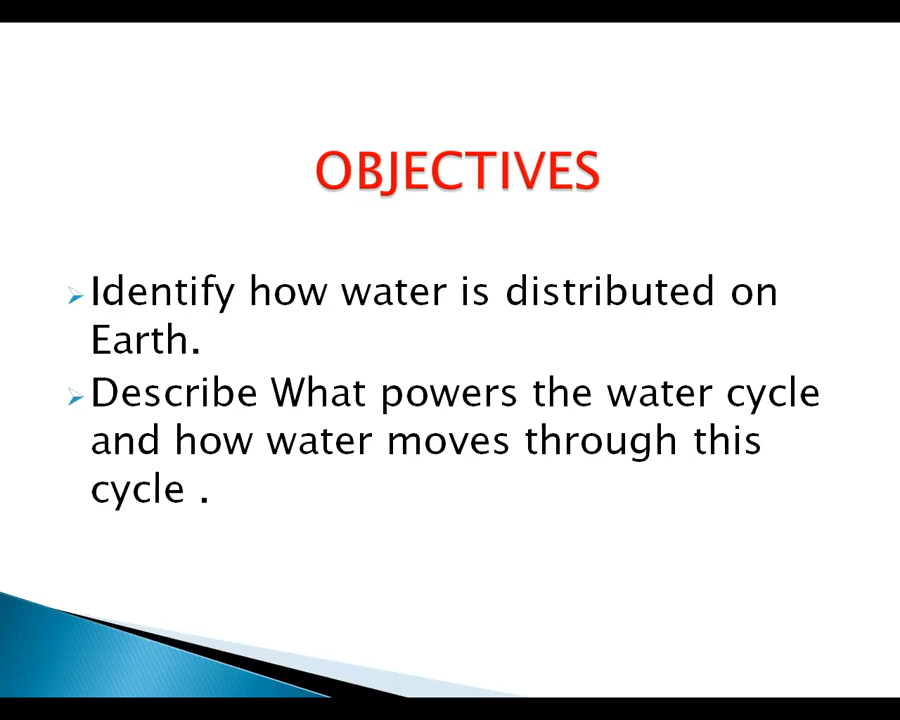 OBJECTIVES
Identify how water is distributed on
Earth.
Describe What powers the water cycle
and how water moves through this
cycle .